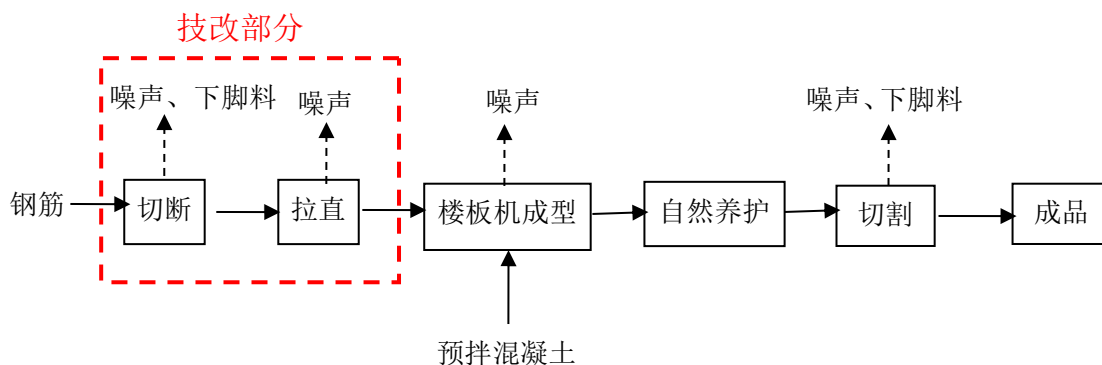 技改部分
噪声、下脚料
噪声
噪声
噪声、下脚料
钢筋
切断
拉直
楼板机成型
自然养护
切割
成品
预拌混凝土